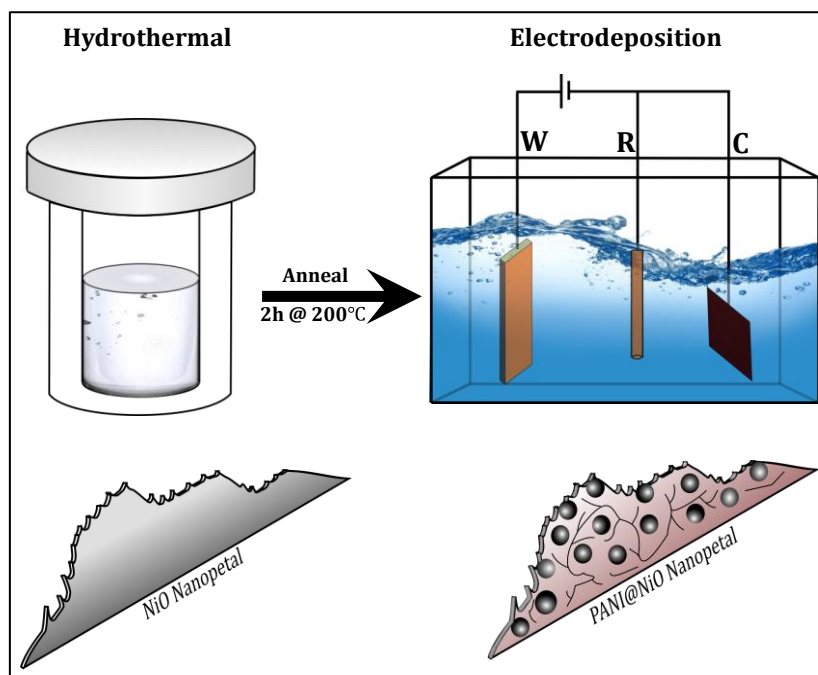 Hydrothermal
Electrodeposition
W
R
C
Anneal
2h @ 200℃
NiO Nanopetal
PANI@NiO Nanopetal